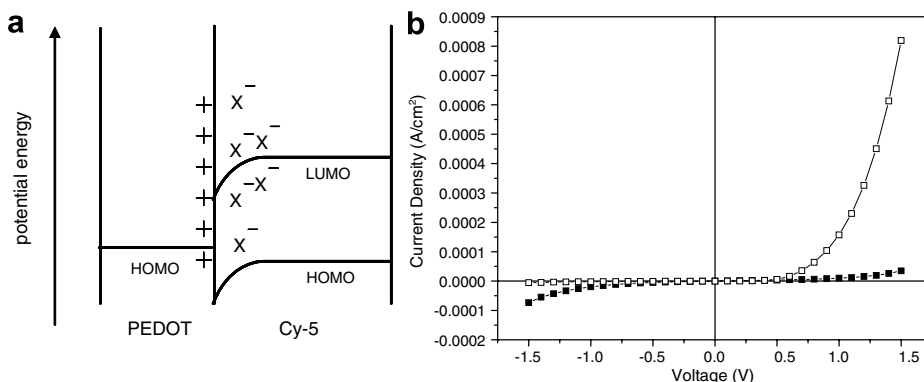 a
potential energy
+ X⁻
+ X⁻ X⁻
+
+ X⁻X⁻
+ X⁻
+
LUMO
HOMO
HOMO
PEDOT
Cy-5
b
Current Density (A/cm²)
0.0009
0.0008
0.0007
0.0006
0.0005
0.0004
0.0003
0.0002
0.0001
0.0000
-0.0001
-0.0002
-1.5 -1.0 -0.5 0.0 0.5 1.0 1.5
Voltage (V)